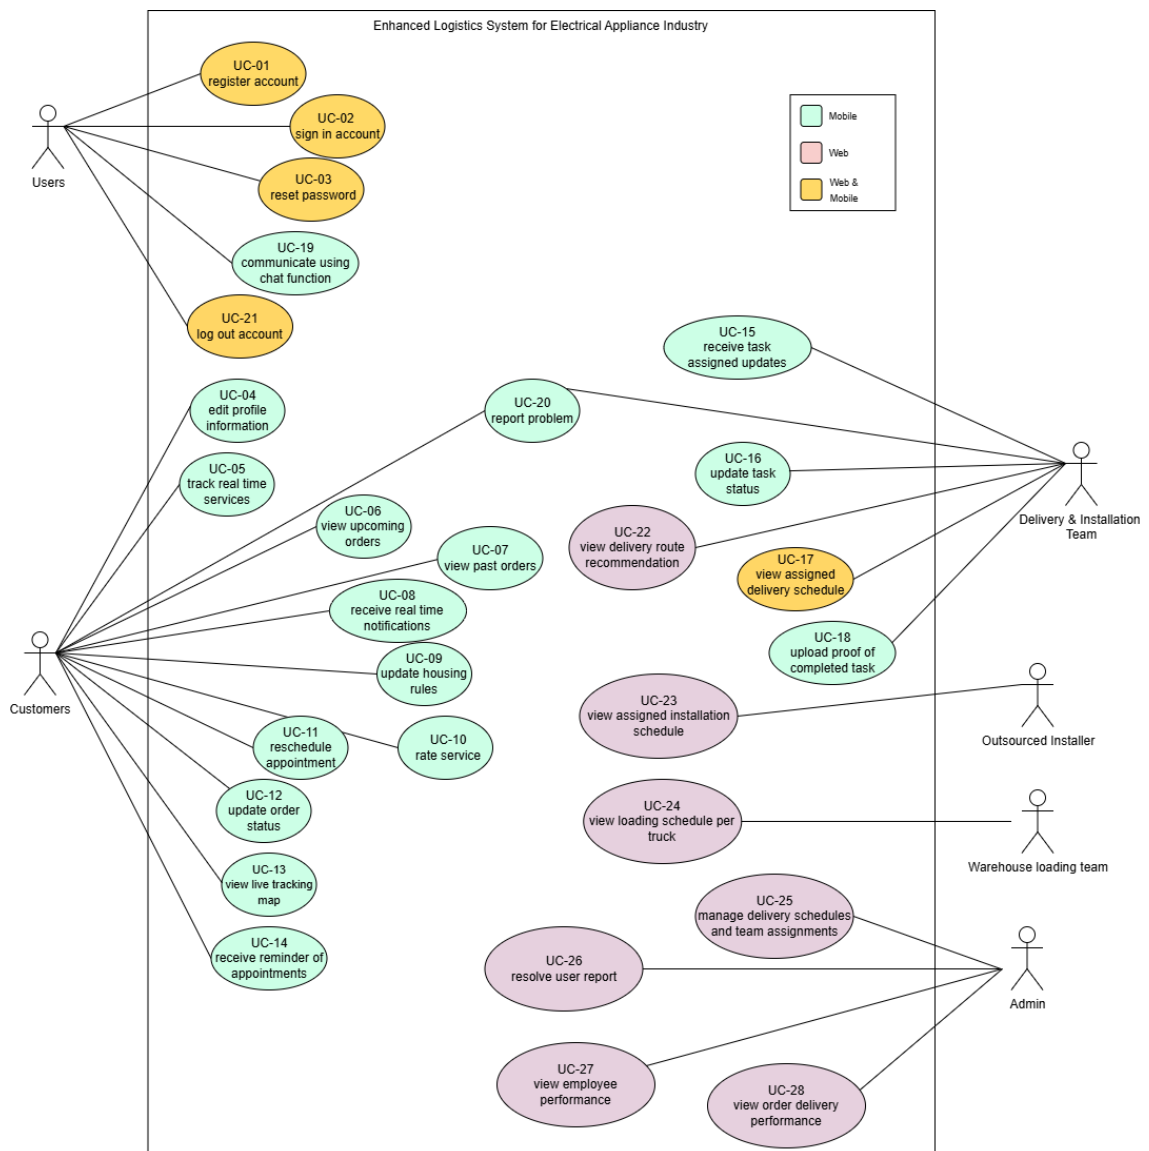 Enhanced Logistics System for Electrical Appliance Industry
UC-01
register account
UC-02
sign in account
UC-03
reset password
UC-19
communicate using
chat function
UC-21
log out account
Users
Mobile
Web
Web &
Mobile
UC-04
edit profile
information
UC-05
track real time
services
UC-06
view upcoming
orders
UC-07
view past orders
UC-08
receive real time
notifications
UC-09
update housing
rules
UC-10
rate service
UC-11
reschedule
appointment
UC-12
update order
status
UC-13
view live tracking
map
UC-14
receive reminder of
appointments
Customers
UC-20
report problem
UC-15
receive task
assigned updates
UC-16
update task
status
UC-22
view delivery route
recommendation
UC-17
view assigned
delivery schedule
UC-18
upload proof of
completed task
Delivery & Installation
Team
UC-23
view assigned installation
schedule
Outsourced Installer
UC-24
view loading schedule per
truck
Warehouse loading team
UC-25
manage delivery schedules
and team assignments
UC-26
resolve user report
UC-27
view employee
performance
UC-28
view order delivery
performance
Admin